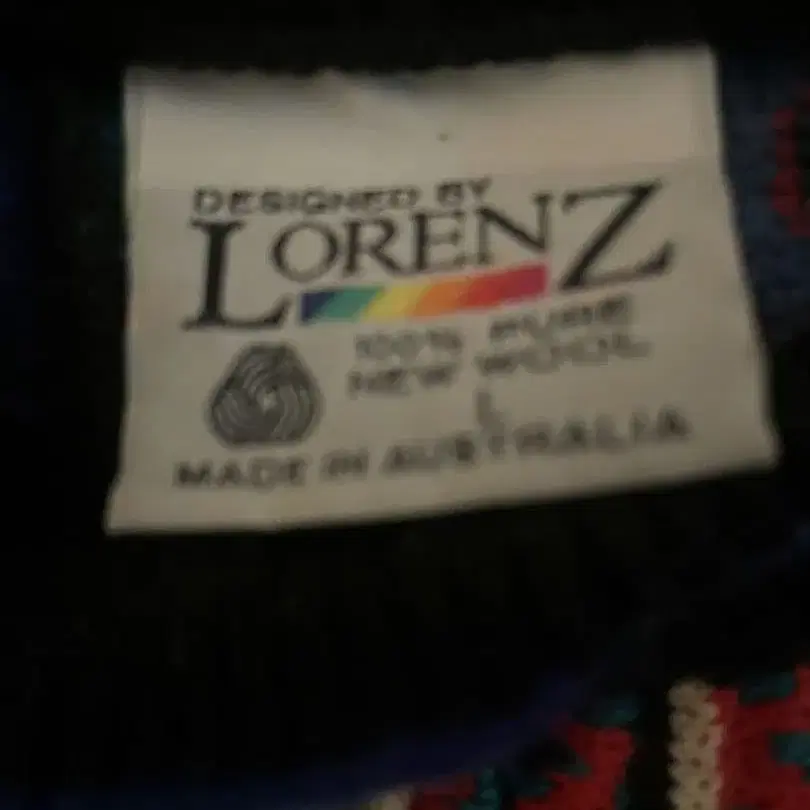 DESIGNED BY
LORENZ
100% PURE
NEW WOOL
L
MADE IN AUSTRALIA